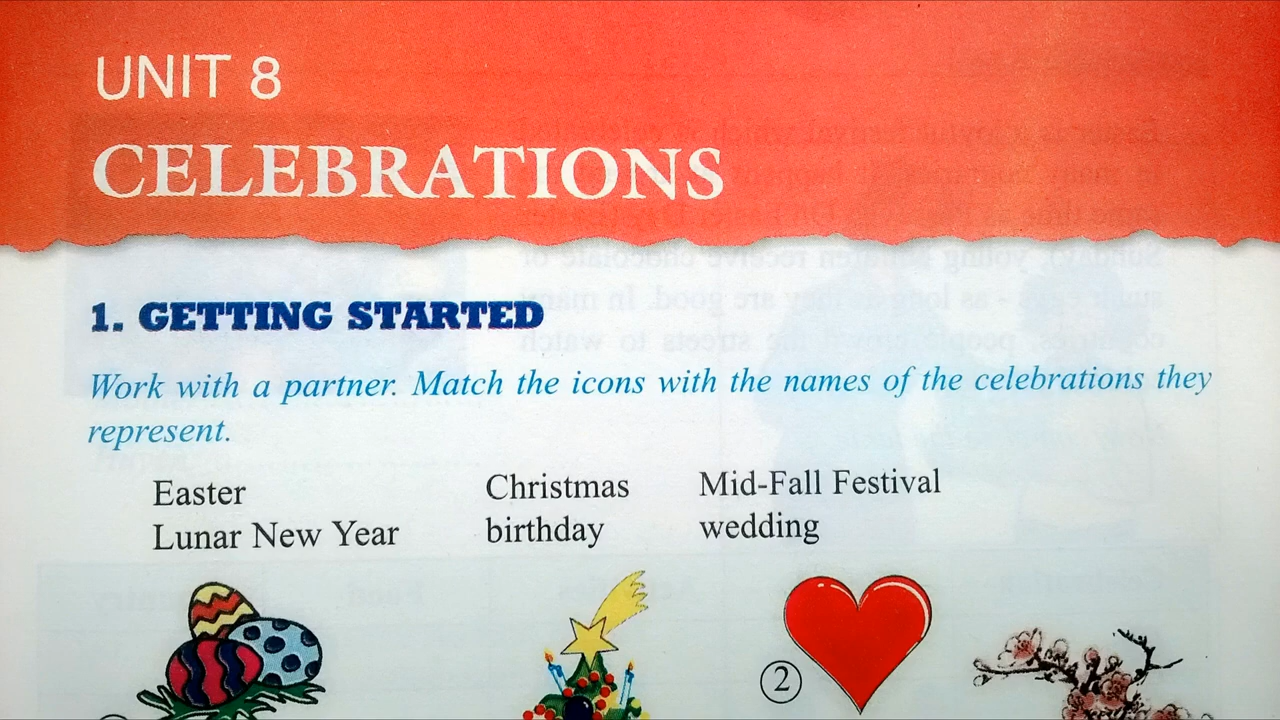 UNIT 8
CELEBRATIONS
1. GETTING STARTED
Work with a partner. Match the icons with the names of the celebrations they
represent.
Easter Christmas Mid-Fall Festival
Lunar New Year birthday wedding
2